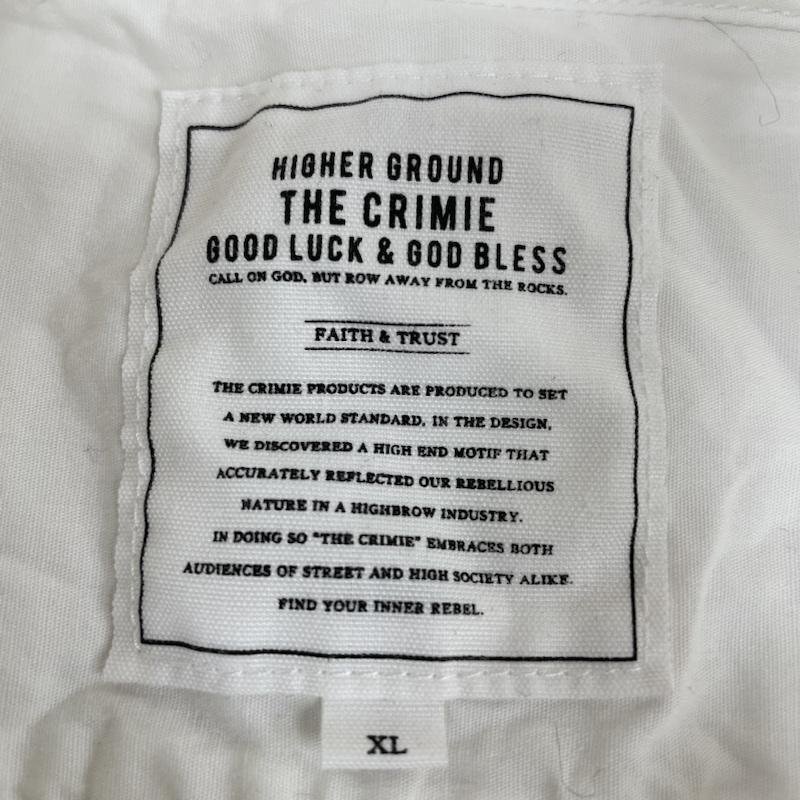 HIGHER GROUND
THE CRIMIE
GOOD LUCK & GOD BLESS
CALL ON GOD, BUT ROW AWAY FROM THE ROCKS.
FAITH & TRUST
THE CRIMIE PRODUCTS ARE PRODUCED TO SET
A NEW WORLD STANDARD. IN THE DESIGN,
WE DISCOVERED A HIGH END MOTIF THAT
ACCURATELY REFLECTED OUR REBELLIOUS
NATURE IN A HIGHBROW INDUSTRY.
IN DOING SO "THE CRIMIE" EMBRACES BOTH
AUDIENCES OF STREET AND HIGH SOCIETY ALIKE.
FIND YOUR INNER REBEL.
XL